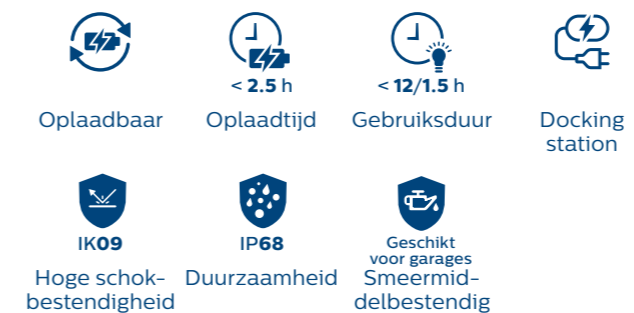 < 2.5 h
< 12/1.5 h
Oplaadbaar
Oplaadtijd
Gebruiksduur
Docking
station
IK09
IP68
Geschikt
voor garages
Hoge schok-
bestendigheid
Duurzaamheid
Smeermid-
delbestendig